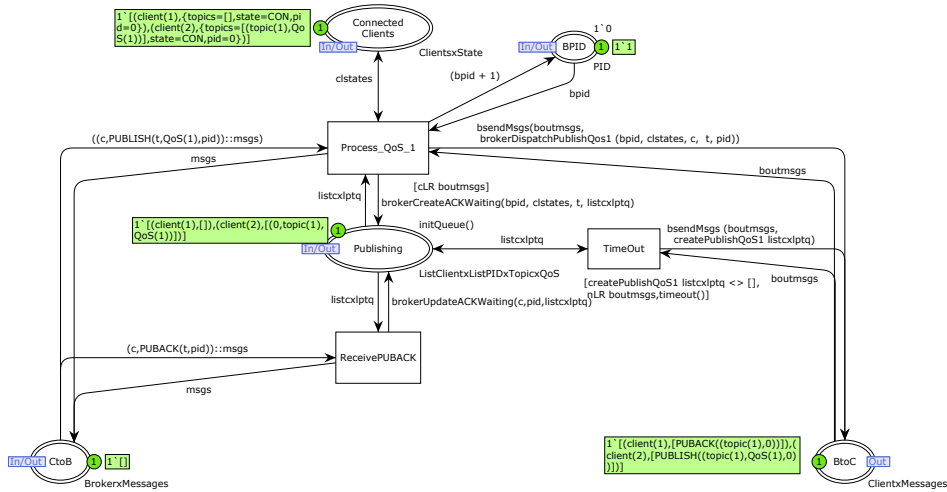 1`[(client(1),{topics=[],state=CON,pi
d=0}),(client(2),{topics=[(topic(1),Qo
S(1))],state=CON,pid=0})]
1
Connected
Clients
In/Out
ClientsxState
1`0
In/Out
BPID
1
1`1
PID
clstates
(bpid + 1)
bpid
((c,PUBLISH(t,QoS(1),pid))::msgs)
msgs
Process_QoS_1
bsendMsgs(boutmsgs,
brokerDispatchPublishQos1 (bpid, clstates, c, t, pid))
boutmsgs
listcxlptq
[cLR boutmsgs]
brokerCreateACKWaiting(bpid, clstates, t, listcxlptq)
1`[(client(1),[]),(client(2),[(0,topic(1),
QoS(1))])]
1
initQueue()
In/Out
Publishing
ListClientxListPIDxTopicxQoS
listcxlptq
TimeOut
bsendMsgs (boutmsgs,
createPublishQoS1 listcxlptq)
[createPublishQoS1 listcxlptq <> [],
nLR boutmsgs,timeout()]
boutmsgs
listcxlptq
brokerUpdateACKWaiting(c,pid,listcxlptq)
(c,PUBACK(t,pid))::msgs
ReceivePUBACK
msgs
In/Out
CtoB
1
1`[]
BrokerxMessages
1`[(client(1),[PUBACK((topic(1),0))]),(
client(2),[PUBLISH((topic(1),QoS(1),0)
)])]
1
BtoC
Out
ClientxMessages